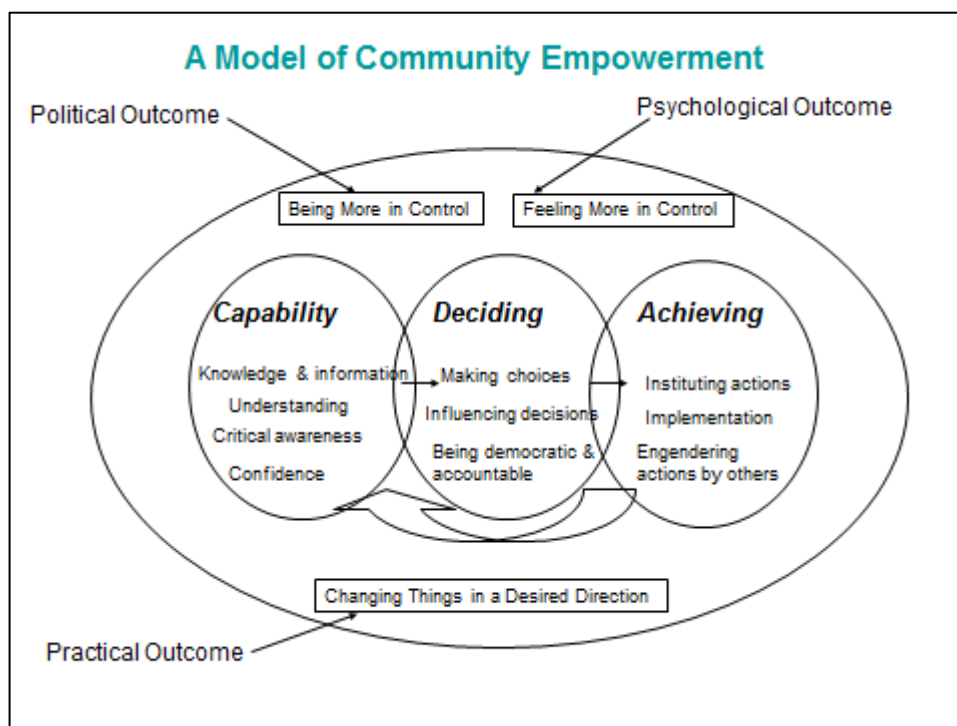 A Model of Community Empowerment
Political Outcome
Psychological Outcome
Being More in Control
Feeling More in Control
Capability
Knowledge & information
Understanding
Critical awareness
Confidence
Deciding
Making choices
Influencing decisions
Being democratic &
accountable
Achieving
Instituting actions
Implementation
Engendering
actions by others
Changing Things in a Desired Direction
Practical Outcome